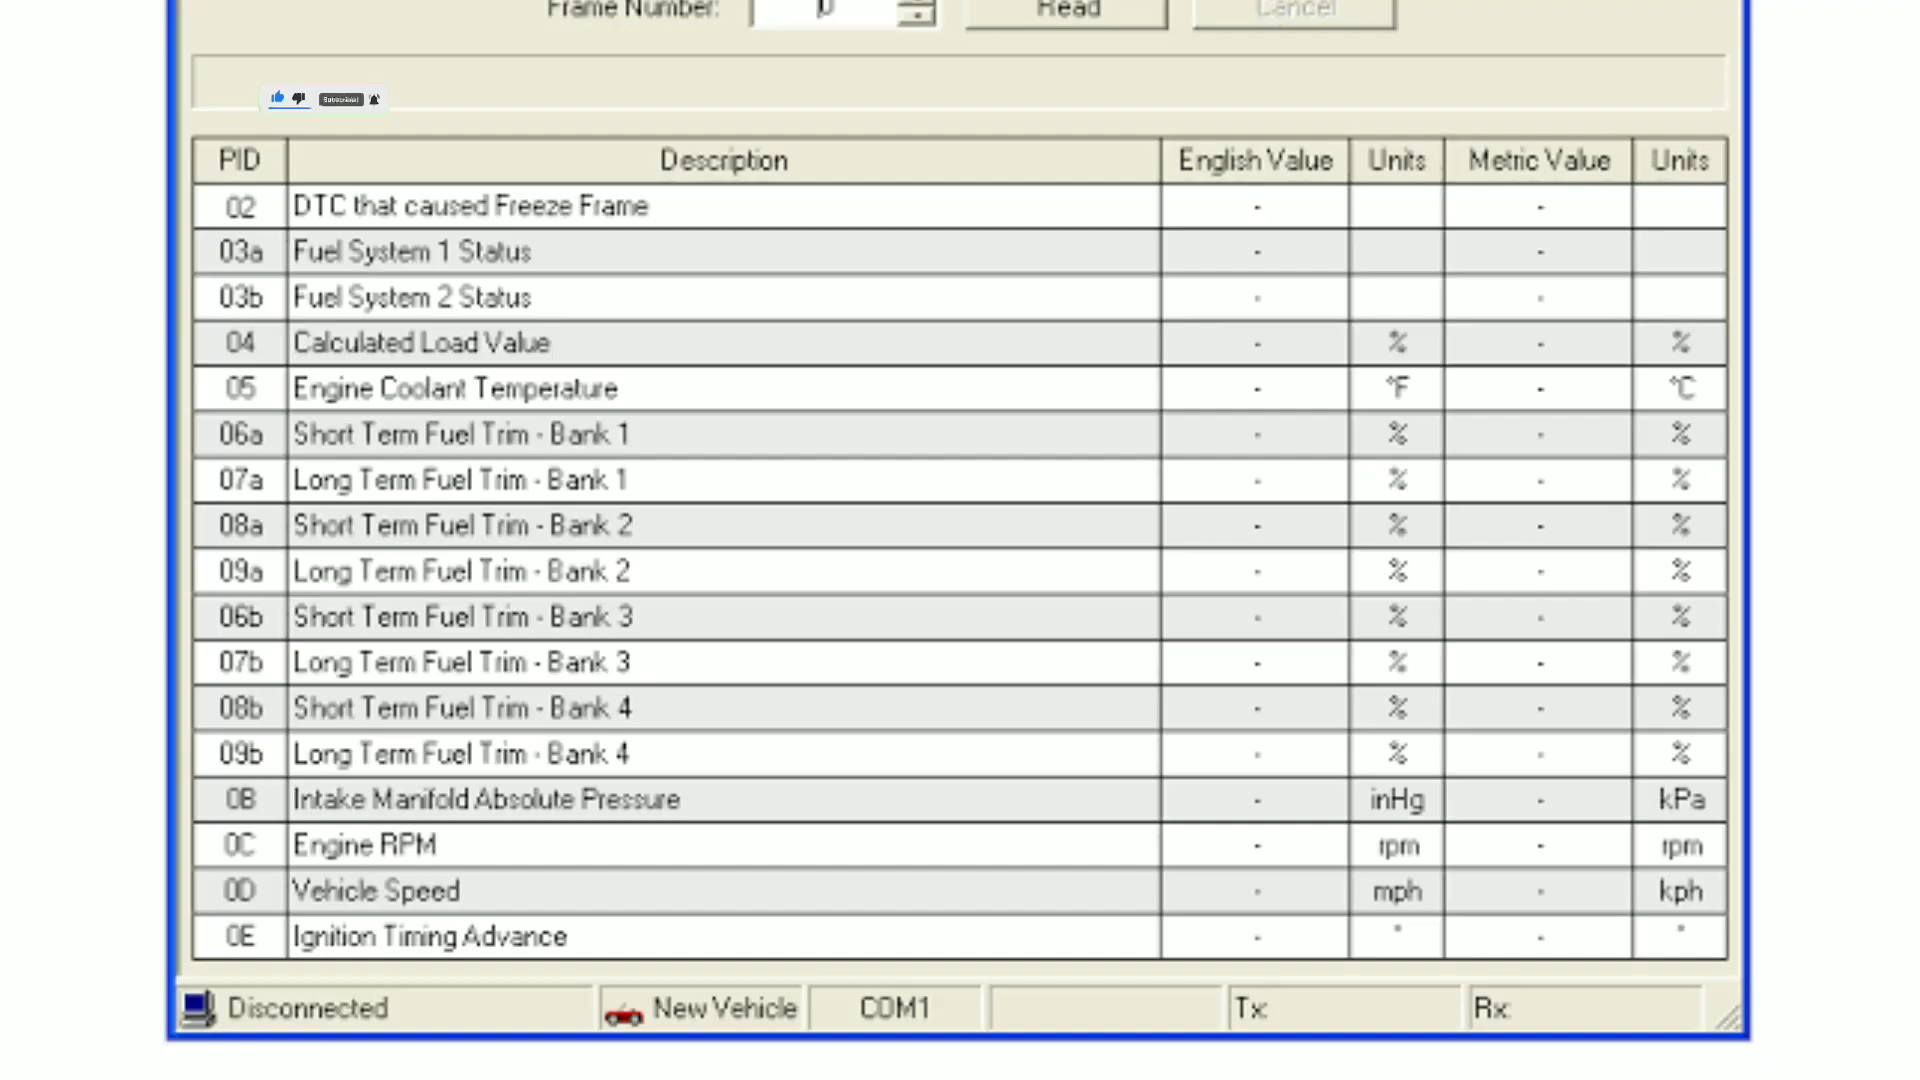 Frame Number: 0 Read Cancel
Subscribed
PID Description English Value Units Metric Value Units
02 DTC that caused Freeze Frame - -
03a Fuel System 1 Status - -
03b Fuel System 2 Status - -
04 Calculated Load Value - % - %
05 Engine Coolant Temperature - °F - °C
06a Short Term Fuel Trim - Bank 1 - % - %
07a Long Term Fuel Trim - Bank 1 - % - %
08a Short Term Fuel Trim - Bank 2 - % - %
09a Long Term Fuel Trim - Bank 2 - % - %
06b Short Term Fuel Trim - Bank 3 - % - %
07b Long Term Fuel Trim - Bank 3 - % - %
08b Short Term Fuel Trim - Bank 4 - % - %
09b Long Term Fuel Trim - Bank 4 - % - %
0B Intake Manifold Absolute Pressure - inHg - kPa
0C Engine RPM - rpm - rpm
0D Vehicle Speed - mph - kph
0E Ignition Timing Advance - ° - °
Disconnected New Vehicle COM1 Tx: Rx: